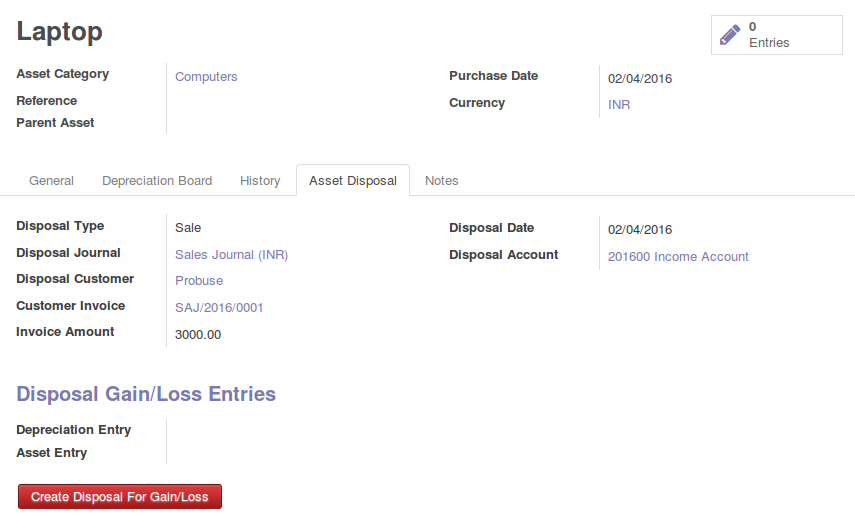 Laptop
0
Entries
Asset Category Computers
Reference
Parent Asset
Purchase Date 02/04/2016
Currency INR
General Depreciation Board History Asset Disposal Notes
Disposal Type Sale
Disposal Journal Sales Journal (INR)
Disposal Customer Probuse
Customer Invoice SAJ/2016/0001
Invoice Amount 3000.00
Disposal Date 02/04/2016
Disposal Account 201600 Income Account
Disposal Gain/Loss Entries
Depreciation Entry
Asset Entry
Create Disposal For Gain/Loss